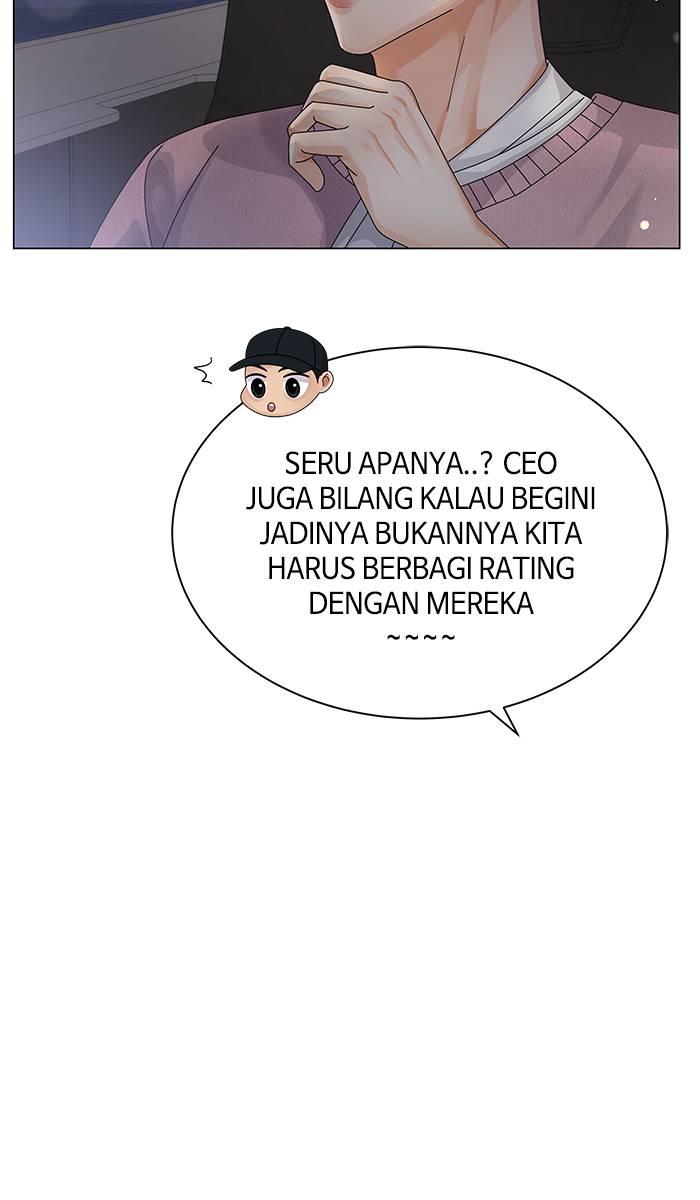 SERU APANYA..? CEO
JUGA BILANG KALAU BEGINI
JADINYA BUKANNYA KITA
HARUS BERBAGI RATING
DENGAN MEREKA
~~~~